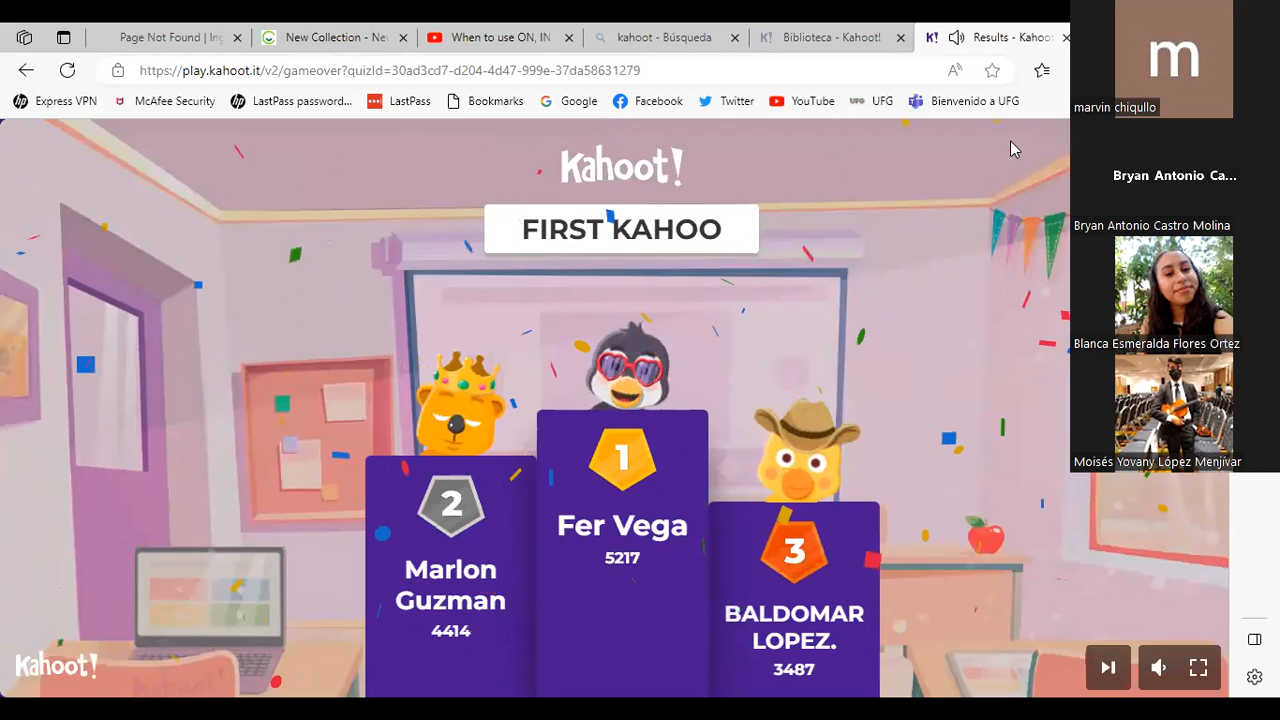 Page Not Found | Ing
New Collection - Nev
When to use ON, IN
kahoot - Búsqueda
Biblioteca - Kahoot!
Results - Kahoot
https://play.kahoot.it/v2/gameover?quizId=30ad3cd7-d204-4d47-999e-37da58631279
Express VPN
McAfee Security
LastPass password...
LastPass
Bookmarks
Google
Facebook
Twitter
YouTube
UFG
Bienvenido a UFG
m
marvin chiqullo
Bryan Antonio Ca...
Bryan Antonio Castro Molina
Blanca Esmeralda Flores Ortez
Moisés Yovany López Menjívar
Kahoot!
FIRST KAHOO
1
Fer Vega
5217
2
Marlon
Guzman
4414
3
BALDOMAR
LOPEZ.
3487
Kahoot!